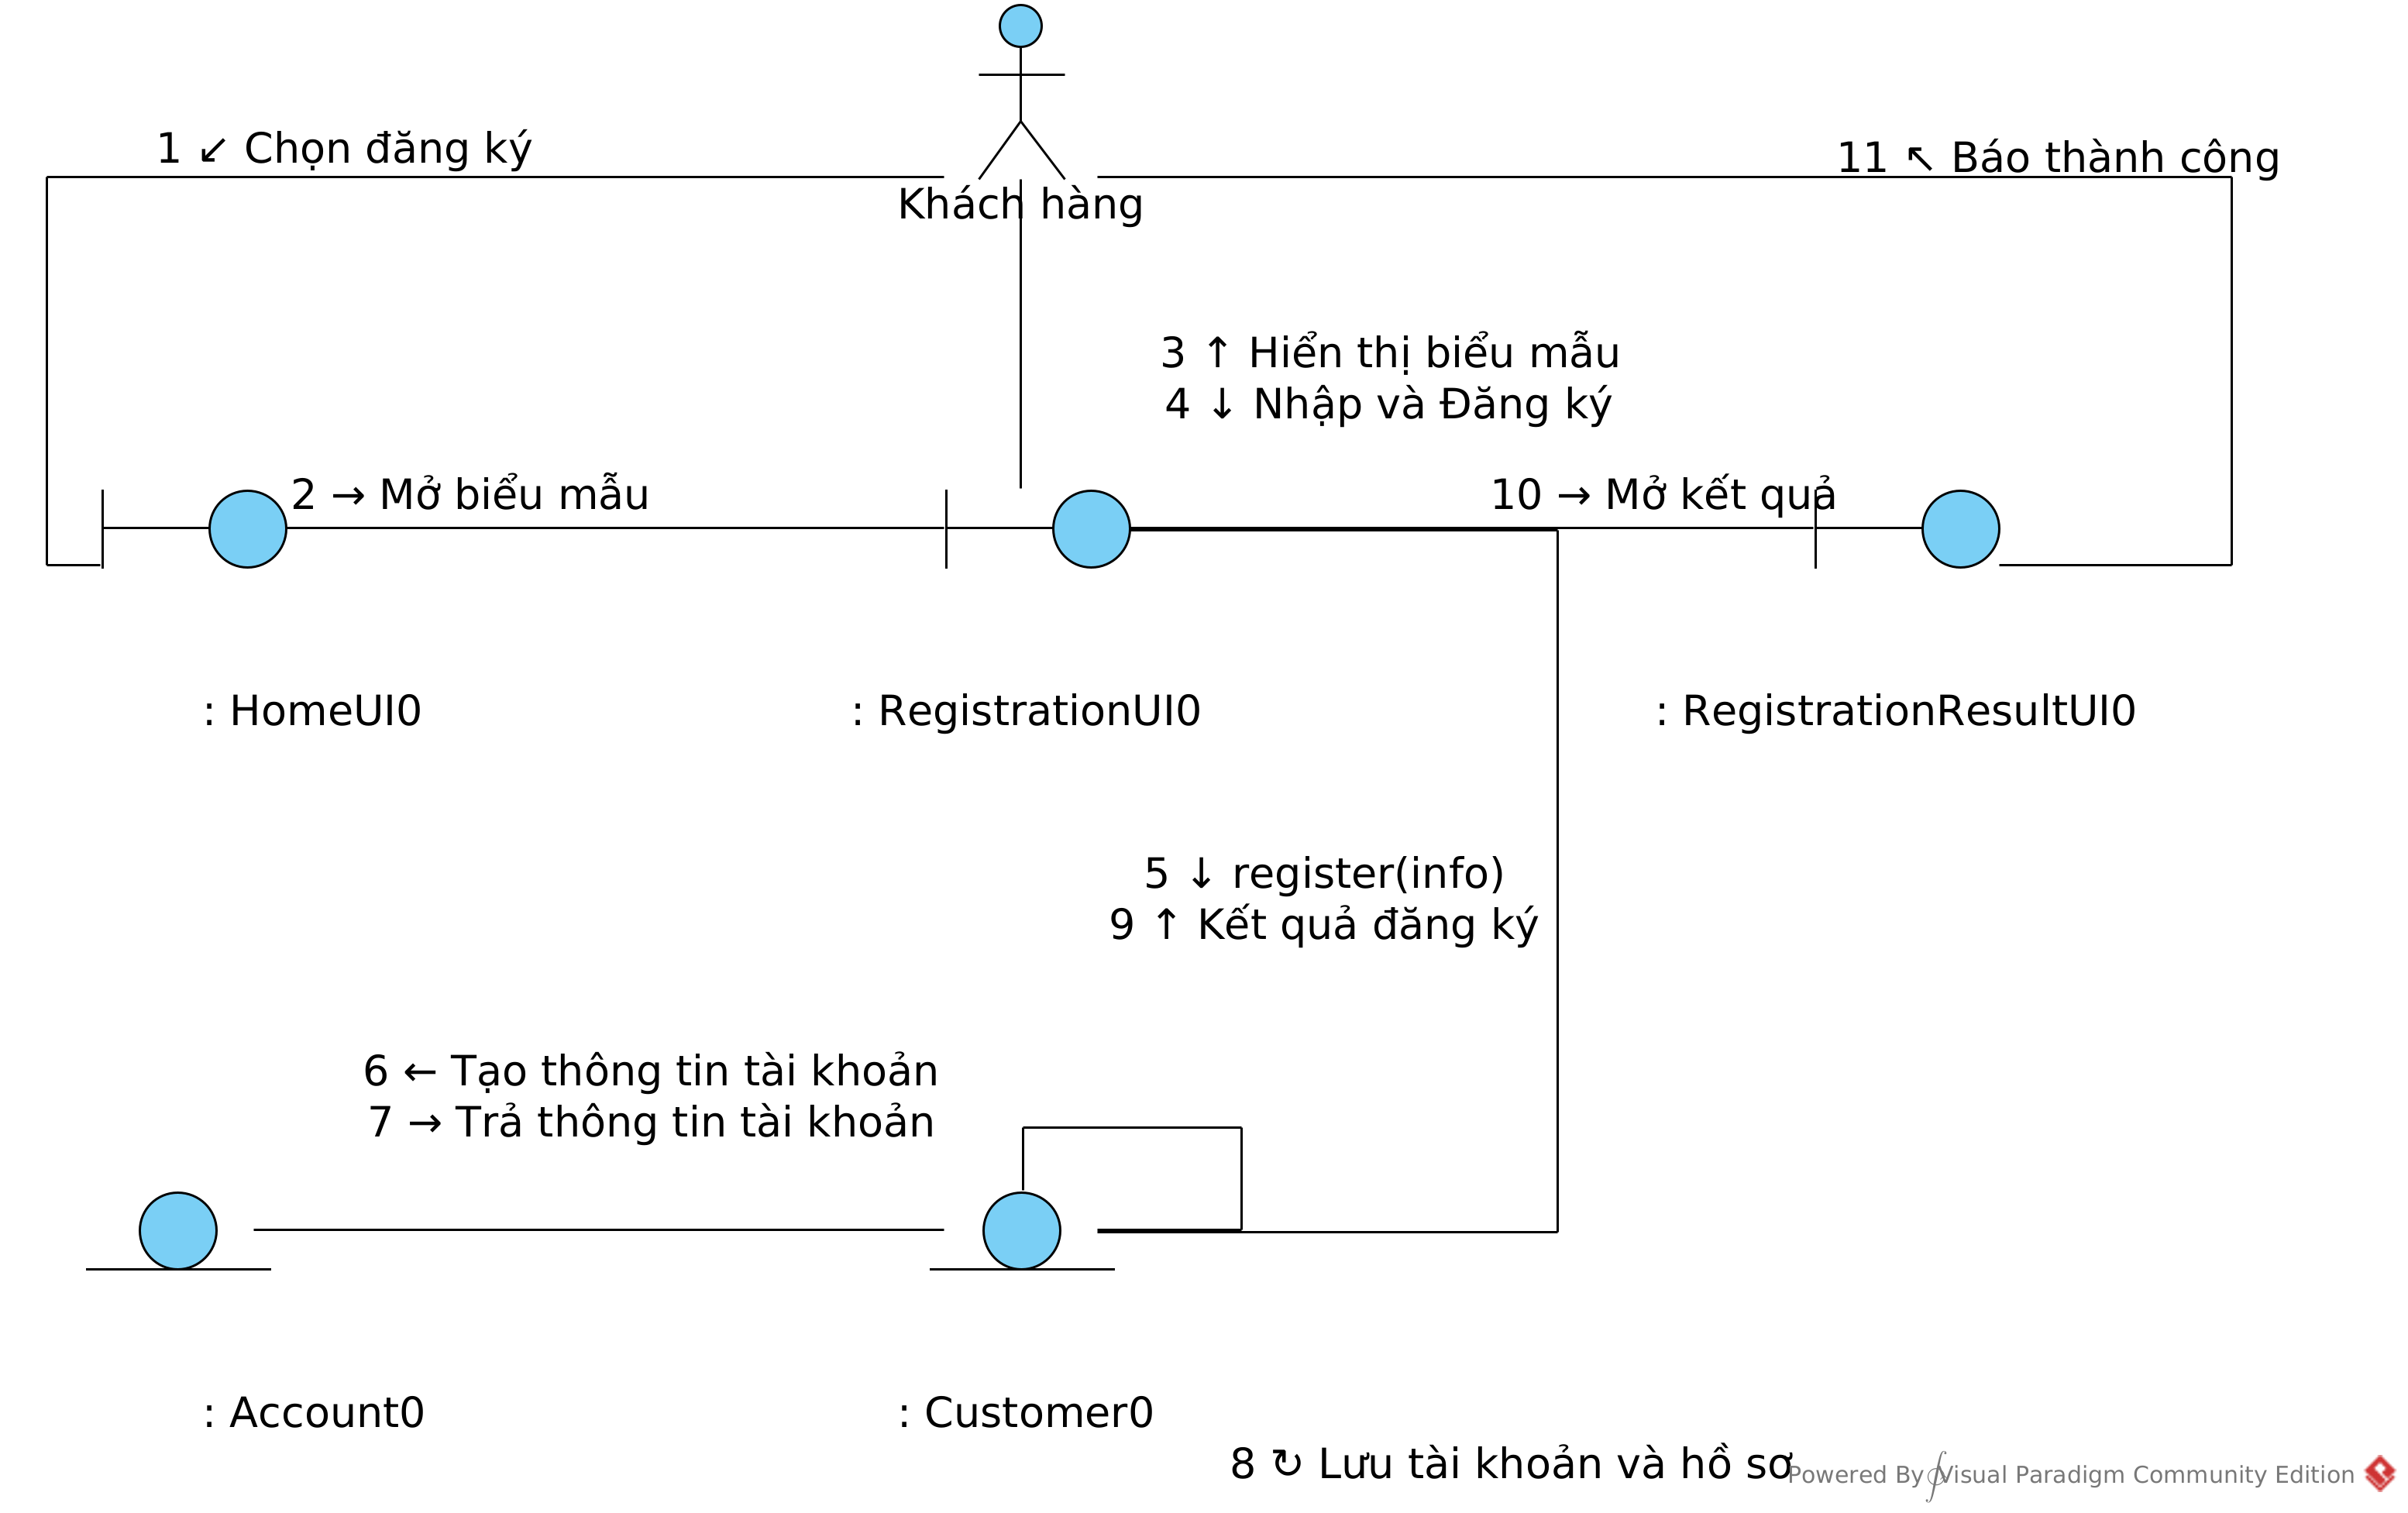 1 ↙ Chọn đăng ký
11 ↖ Báo thành công
Khách hàng
3 ↑ Hiển thị biểu mẫu
4 ↓ Nhập và Đăng ký
2 → Mở biểu mẫu
10 → Mở kết quả
: HomeUI0
: RegistrationUI0
: RegistrationResultUI0
5 ↓ register(info)
9 ↑ Kết quả đăng ký
6 ← Tạo thông tin tài khoản
7 → Trả thông tin tài khoản
: Account0
: Customer0
8 ↻ Lưu tài khoản và hồ sơ
Powered By Visual Paradigm Community Edition